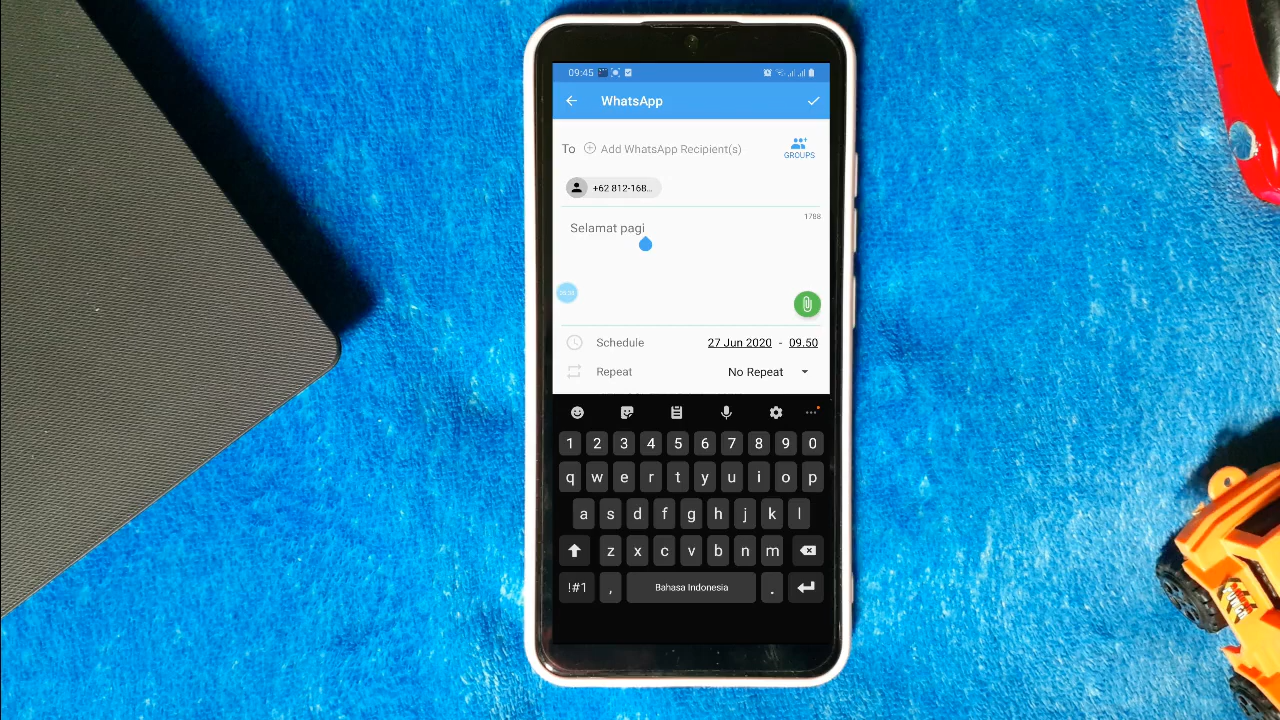 09:45
WhatsApp
To Add WhatsApp Recipient(s)
GROUPS
+62 812-168...
1788
Selamat pagi
Schedule 27 Jun 2020 - 09.50
Repeat No Repeat
1 2 3 4 5 6 7 8 9 0
q w e r t y u i o p
a s d f g h j k l
z x c v b n m
!#1 , Bahasa Indonesia .